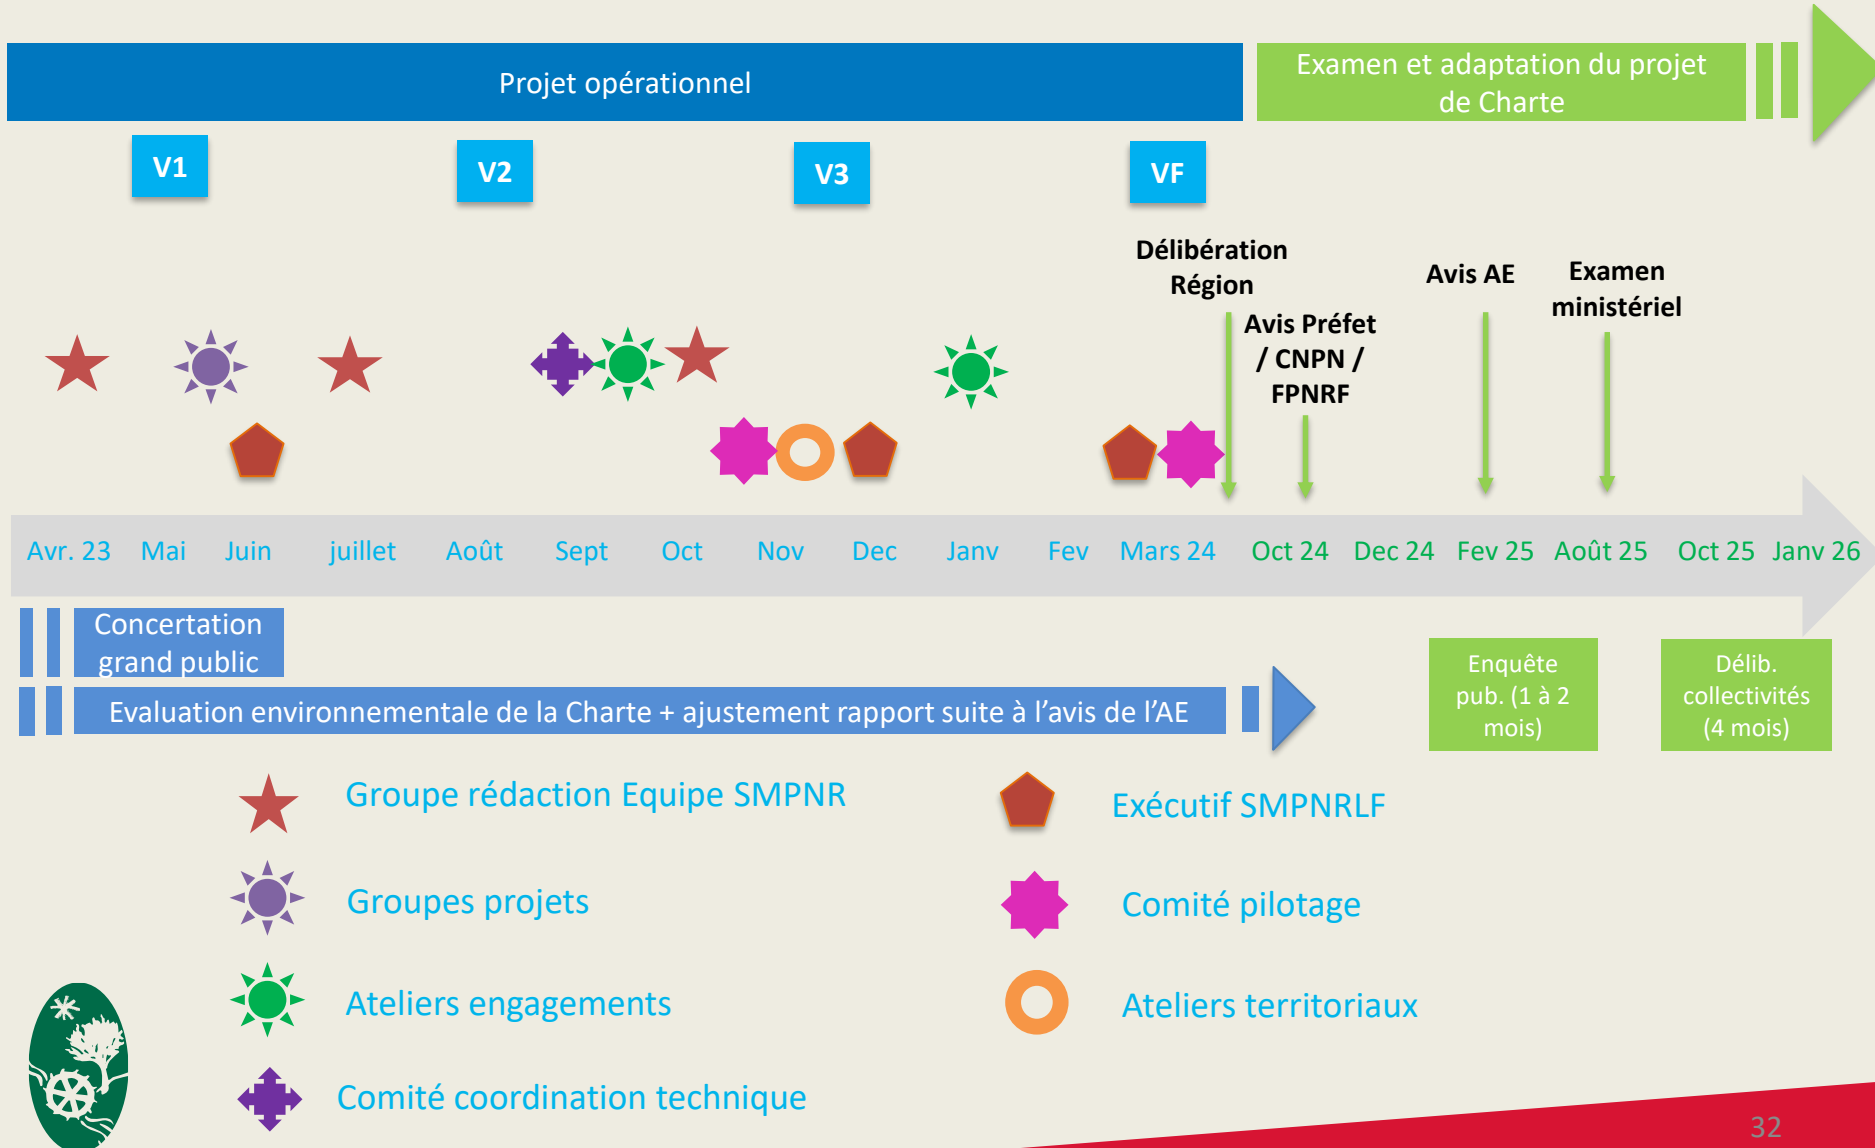 Projet opérationnel
Examen et adaptation du projet
de Charte
V1
V2
V3
VF
Délibération
Région
Avis Préfet
/ CNPN /
FPNRF
Avis AE
Examen
ministériel
Avr. 23 Mai Juin juillet Août Sept Oct Nov Dec Janv Fev Mars 24 Oct 24 Dec 24 Fev 25 Août 25 Oct 25 Janv 26
Concertation
grand public
Evaluation environnementale de la Charte + ajustement rapport suite à l’avis de l’AE
Enquête
pub. (1 à 2
mois)
Délib.
collectivités
(4 mois)
Groupe rédaction Equipe SMPNR
Groupes projets
Ateliers engagements
Comité coordination technique
Exécutif SMPNRLF
Comité pilotage
Ateliers territoriaux
32